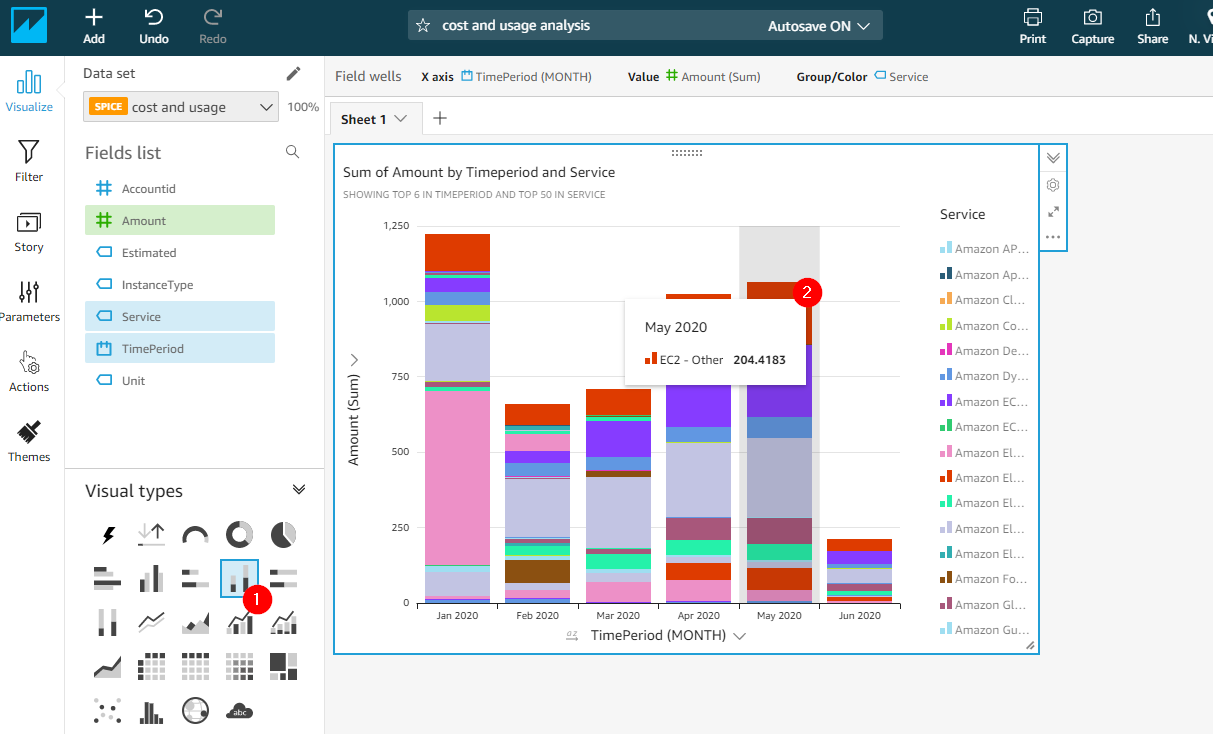 Add
Undo
Redo
cost and usage analysis
Autosave ON
Print
Capture
Share
N. Vi
Visualize
Filter
Story
Parameters
Actions
Themes
Data set
SPICE cost and usage
100%
Fields list
Accountid
Amount
Estimated
InstanceType
Service
TimePeriod
Unit
Visual types
1
abc
Field wells X axis TimePeriod (MONTH) Value Amount (Sum) Group/Color Service
Sheet 1
Sum of Amount by Timeperiod and Service
SHOWING TOP 6 IN TIMEPERIOD AND TOP 50 IN SERVICE
Amount (Sum)
1,250
1,000
750
500
250
0
2
May 2020
EC2 - Other 204.4183
Jan 2020 Feb 2020 Mar 2020 Apr 2020 May 2020 Jun 2020
az TimePeriod (MONTH)
Service
Amazon AP...
Amazon Ap...
Amazon Cl...
Amazon Co...
Amazon De...
Amazon Dy...
Amazon EC...
Amazon EC...
Amazon El...
Amazon El...
Amazon El...
Amazon El...
Amazon El...
Amazon Fo...
Amazon Gl...
Amazon Gu...